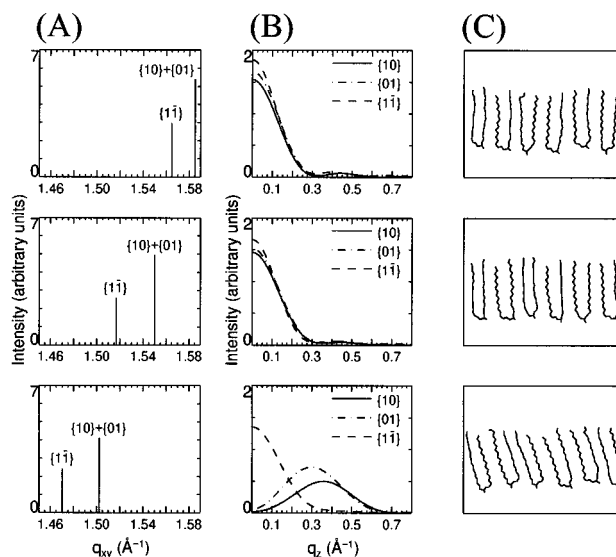 (A)
(B)
(C)
Intensity (arbitrary units)
Intensity (arbitrary units)
7
0
{10}+{01}
{11̄}
1.46 1.50 1.54 1.58
2
0
{10}
{01}
{11̄}
0.1 0.3 0.5 0.7
7
0
{10}+{01}
{11̄}
1.46 1.50 1.54 1.58
2
0
{10}
{01}
{11̄}
0.1 0.3 0.5 0.7
7
0
{10}+{01}
{11̄}
1.46 1.50 1.54 1.58
q_xy (Å⁻¹)
2
0
{10}
{01}
{11̄}
0.1 0.3 0.5 0.7
q_z (Å⁻¹)